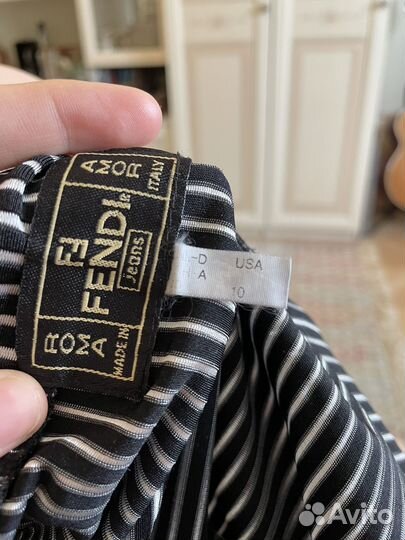 AMOR
ITALY
FENDI
Jeans
ROMA
MADE IN
-D USA
A 10
Avito